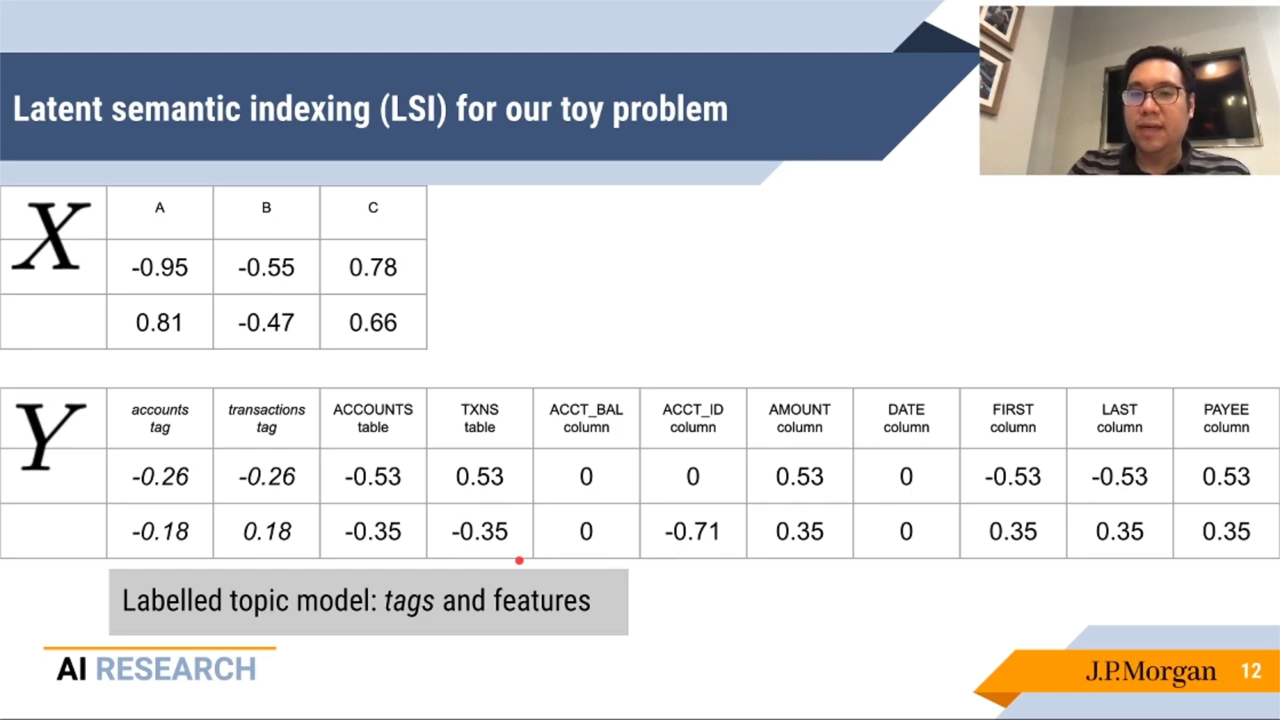 Latent semantic indexing (LSI) for our toy problem
X A B C
-0.95 -0.55 0.78
0.81 -0.47 0.66
Y accounts tag transactions tag ACCOUNTS table TXNS table ACCT_BAL column ACCT_ID column AMOUNT column DATE column FIRST column LAST column PAYEE column
-0.26 -0.26 -0.53 0.53 0 0 0.53 0 -0.53 -0.53 0.53
-0.18 0.18 -0.35 -0.35 0 -0.71 0.35 0 0.35 0.35 0.35
Labelled topic model: tags and features
AI RESEARCH
J.P.Morgan 12